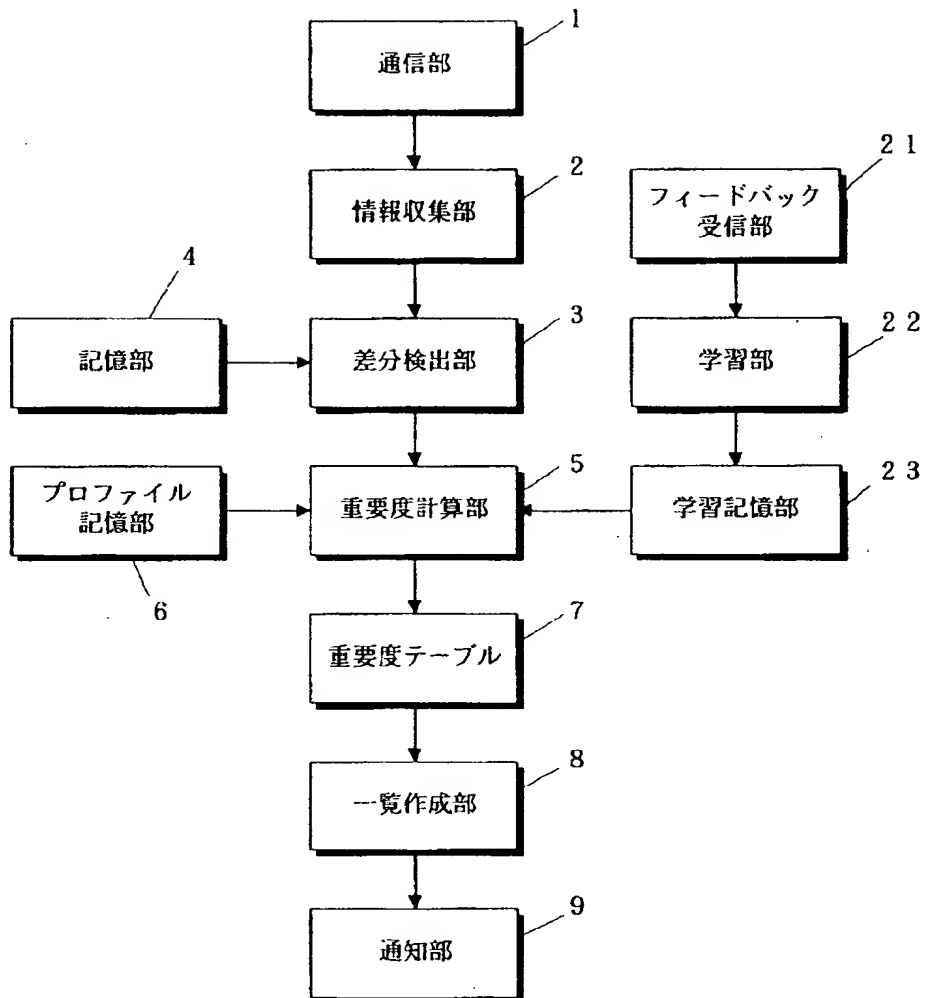 1
通信部
2
情報収集部
21
フィードバック
受信部
4
記憶部
3
差分検出部
22
学習部
プロファイル
記憶部
6
5
重要度計算部
23
学習記憶部
7
重要度テーブル
8
一覧作成部
9
通知部